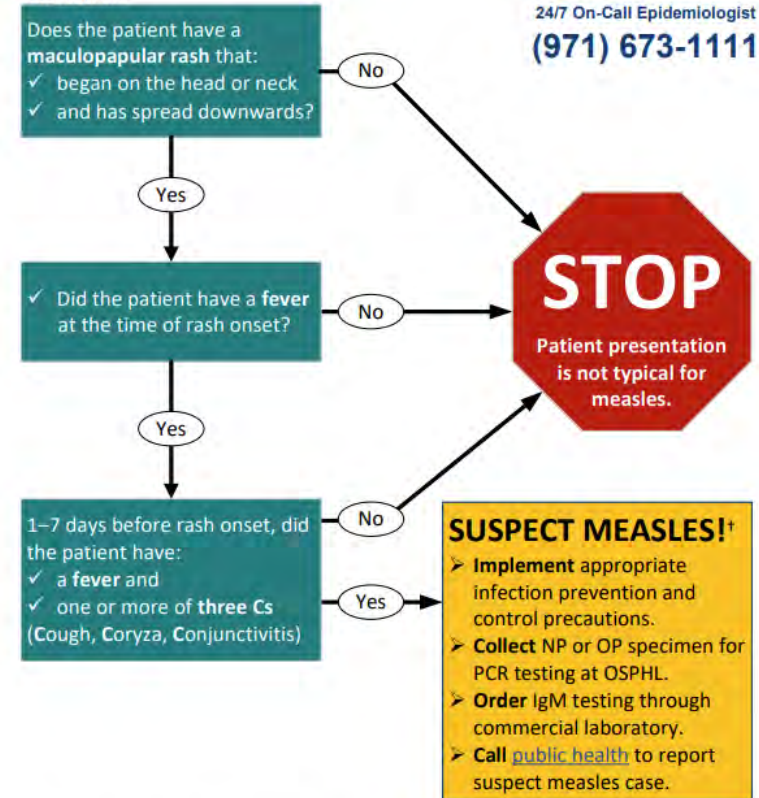 24/7 On-Call Epidemiologist
(971) 673-1111
Does the patient have a
maculopapular rash that:
✓ began on the head or neck
✓ and has spread downwards?
No
Yes
✓ Did the patient have a fever
at the time of rash onset?
No
STOP
Patient presentation
is not typical for
measles.
Yes
1–7 days before rash onset, did
the patient have:
✓ a fever and
✓ one or more of three Cs
(Cough, Coryza, Conjunctivitis)
No
Yes
SUSPECT MEASLES!†
➢ Implement appropriate
infection prevention and
control precautions.
➢ Collect NP or OP specimen for
PCR testing at OSPHL.
➢ Order IgM testing through
commercial laboratory.
➢ Call public health to report
suspect measles case.